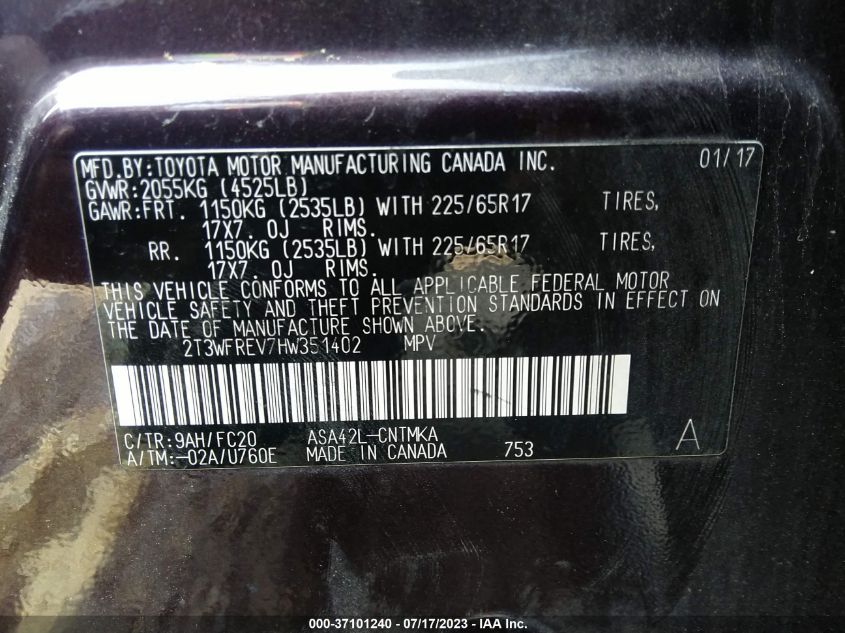 MFD.BY:TOYOTA MOTOR MANUFACTURING CANADA INC. 01/17
GVWR:2055KG (4525LB)
GAWR:FRT. 1150KG (2535LB) WITH 225/65R17 TIRES,
17X7. 0J RIMS.
RR. 1150KG (2535LB) WITH 225/65R17 TIRES,
17X7. 0J RIMS.
THIS VEHICLE CONFORMS TO ALL APPLICABLE FEDERAL MOTOR
VEHICLE SAFETY AND THEFT PREVENTION STANDARDS IN EFFECT ON
THE DATE OF MANUFACTURE SHOWN ABOVE.
2T3WFREV7HW351402 MPV
C/TR:9AH/FC20 ASA42L-CNTMKA
A/TM:-02A/U760E MADE IN CANADA 753 A
000-37101240 - 07/17/2023 - IAAI Inc.